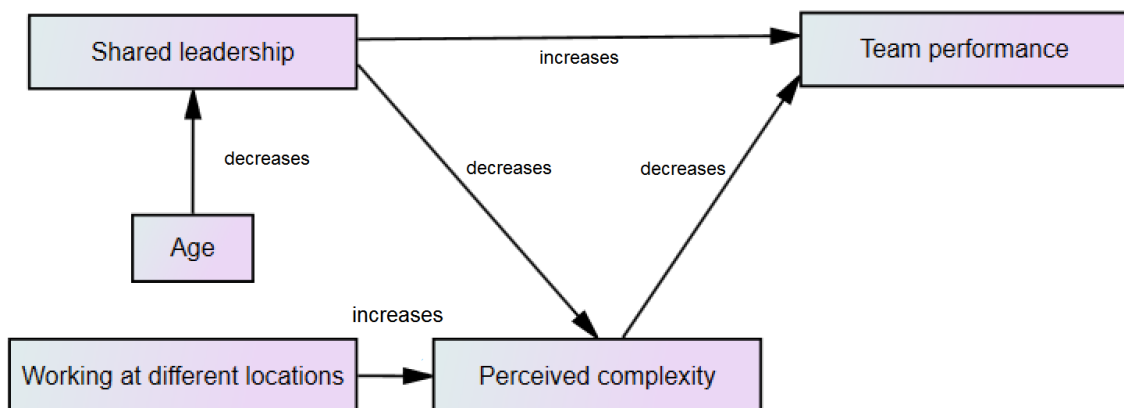 Shared leadership
increases
Team performance
decreases
decreases
decreases
Age
increases
Working at different locations
Perceived complexity